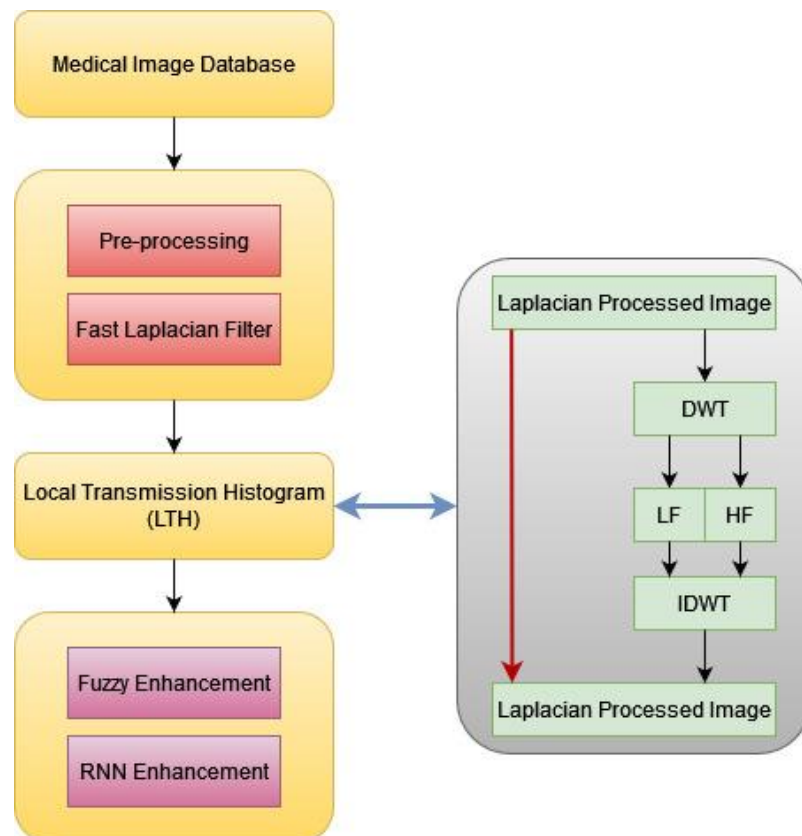 Medical Image Database
Pre-processing
Fast Laplacian Filter
Local Transmission Histogram
(LTH)
Fuzzy Enhancement
RNN Enhancement
Laplacian Processed Image
DWT
LF
HF
IDWT
Laplacian Processed Image